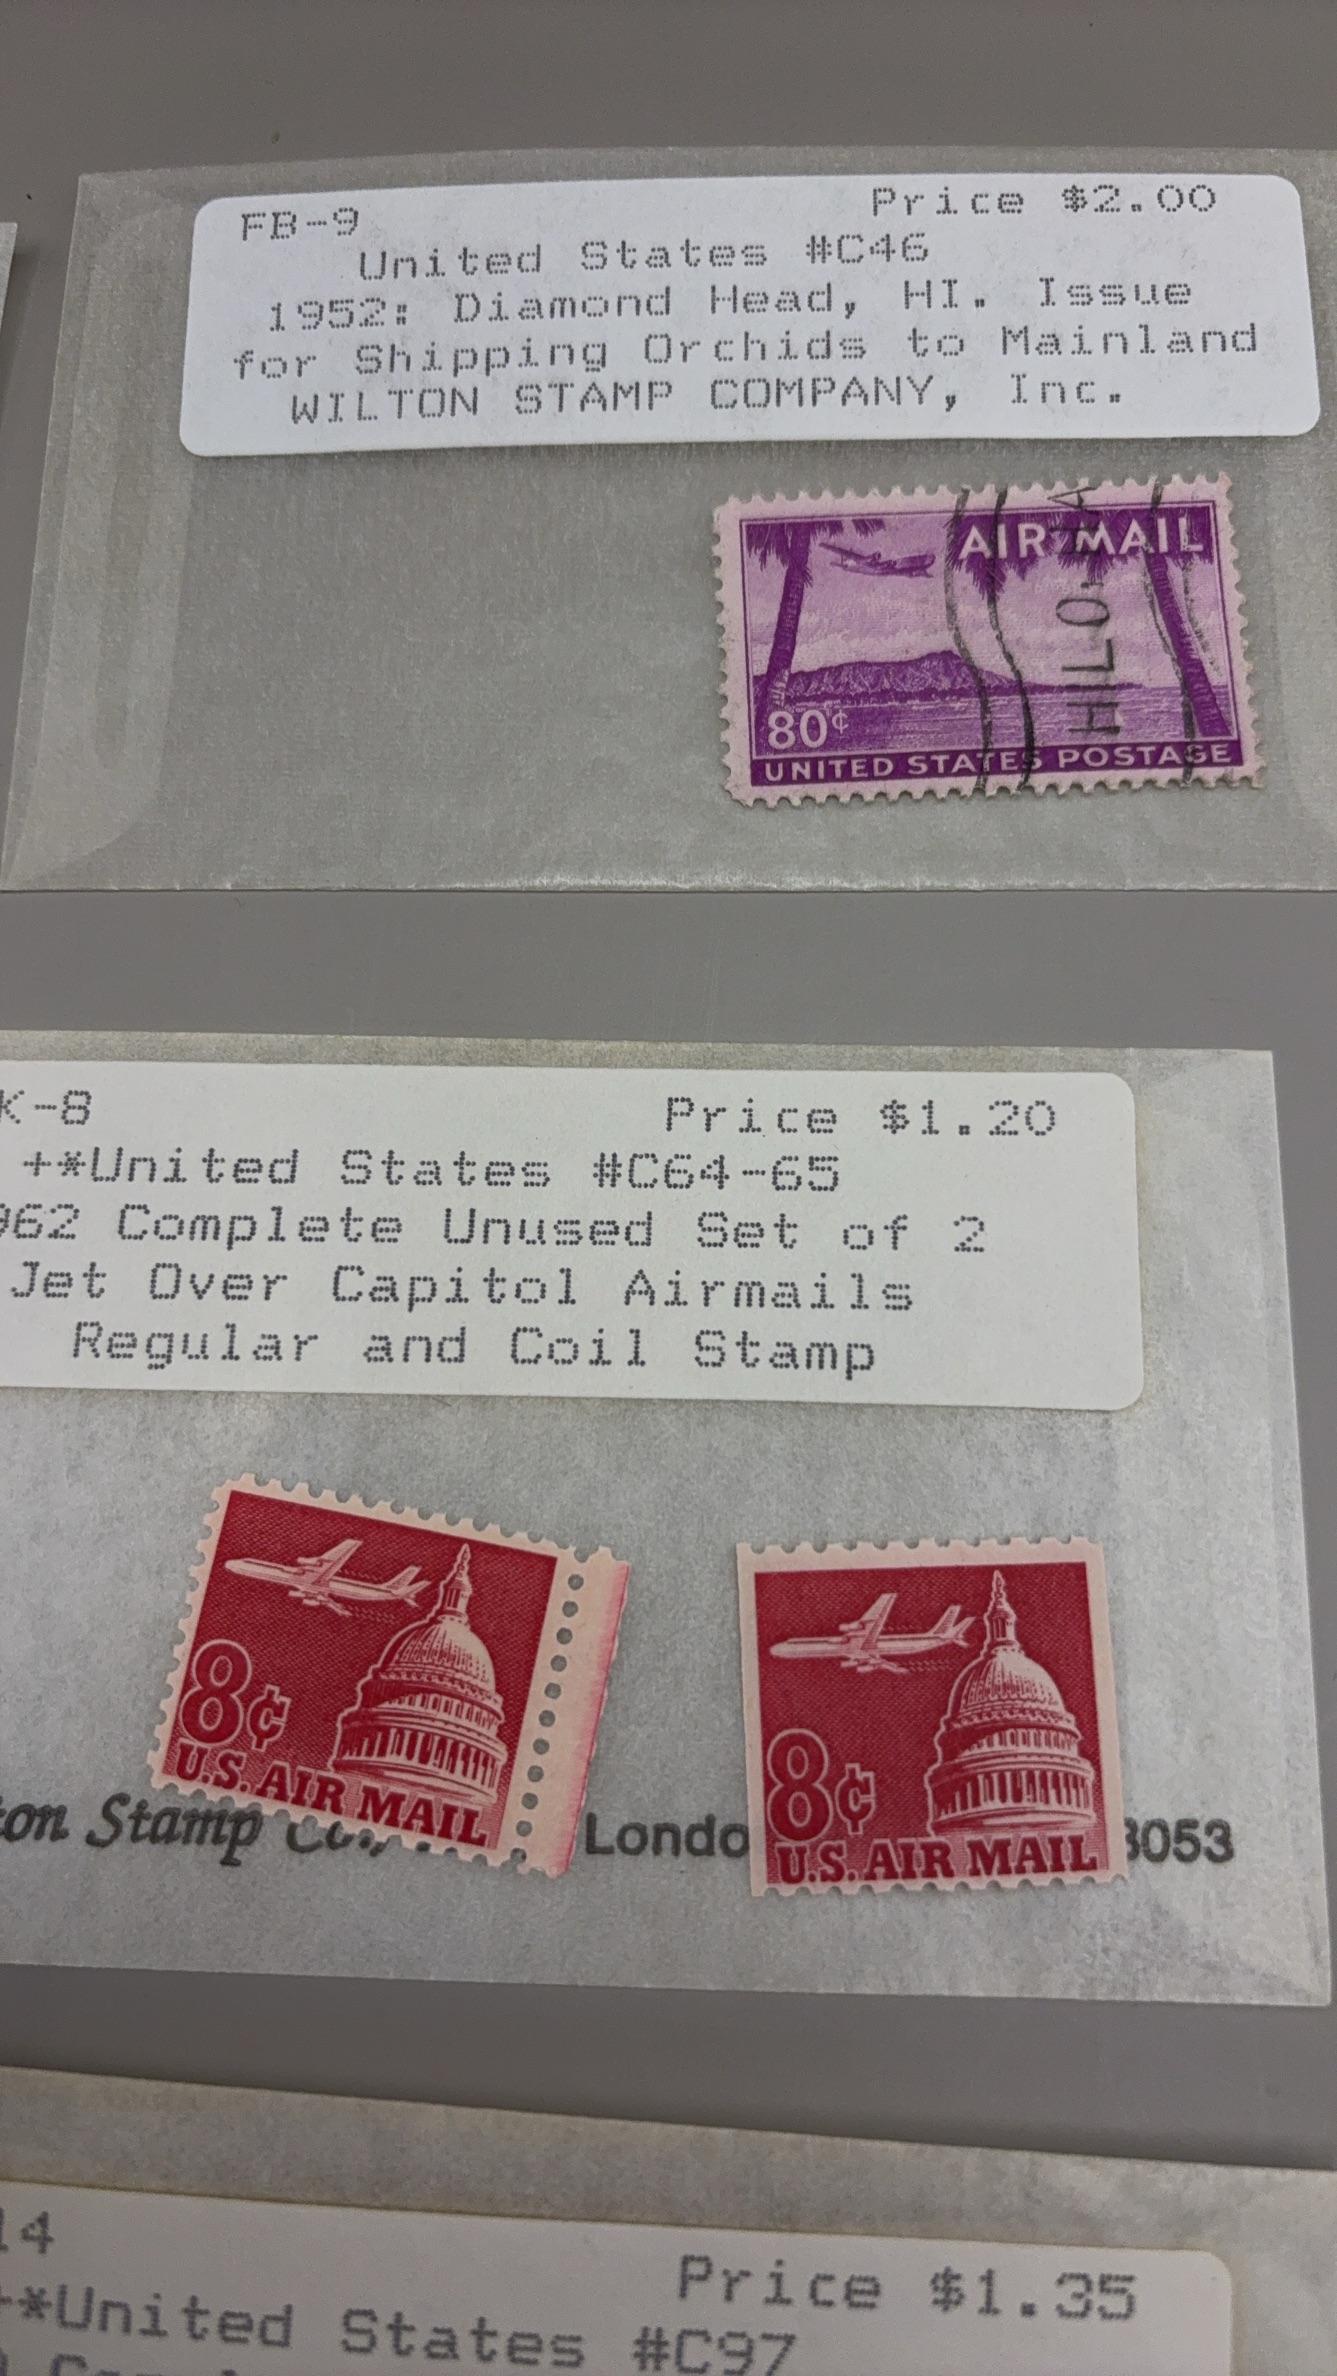 FB-9 Price $2.00
United States #C46
1952: Diamond Head, HI. Issue
for Shipping Orchids to Mainland
WILTON STAMP COMPANY, Inc.
AIR MAIL
HILO, HA
80¢
UNITED STATES POSTAGE
K-8 Price $1.20
+*United States #C64-65
962 Complete Unused Set of 2
Jet Over Capitol Airmails
Regular and Coil Stamp
8¢
U.S. AIR MAIL
8¢
U.S. AIR MAIL
ton Stamp Co., Londo 3053
14
Price $1.35
+*United States #C97